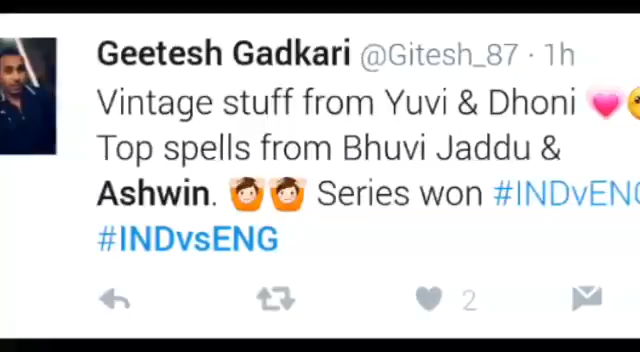 Geetesh Gadkari @Gitesh_87 · 1h
Vintage stuff from Yuvi & Dhoni 💗
Top spells from Bhuvi Jaddu &
Ashwin. 🙆🙆 Series won #INDvENG
#INDvsENG
2